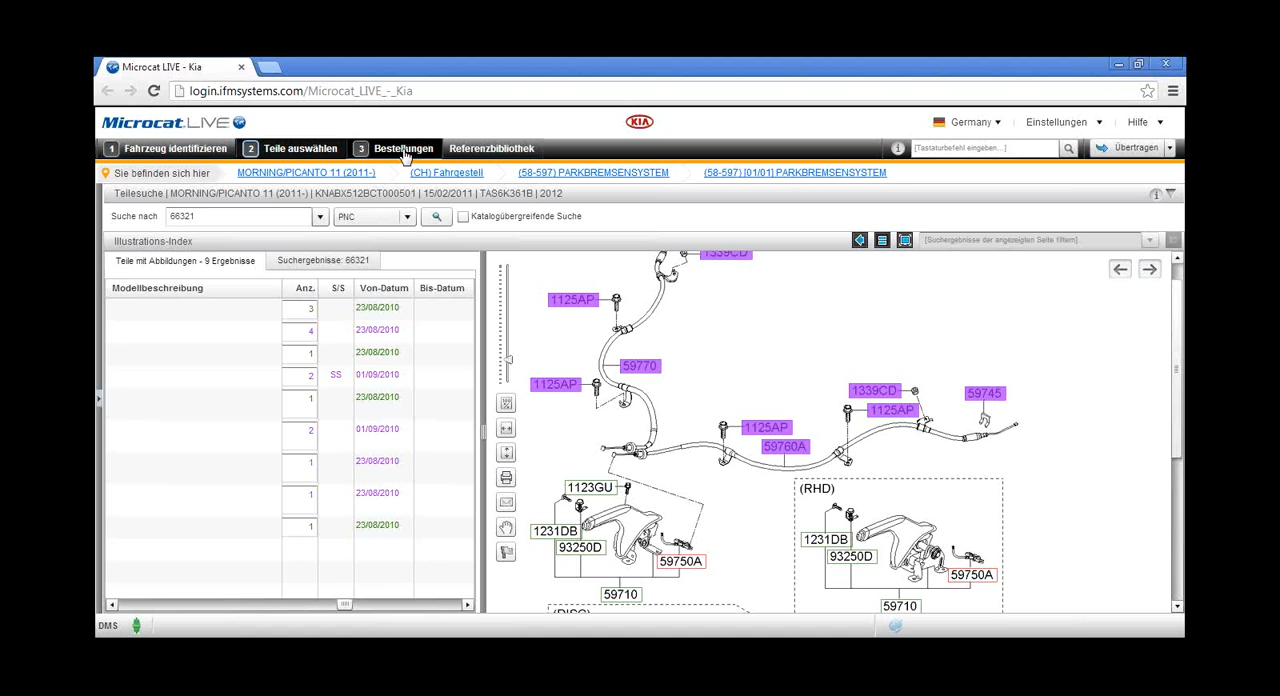 Microcat LIVE - Kia
login.ifmsystems.com/Microcat_LIVE_-_Kia
Microcat.LIVE KIA Germany Einstellungen Hilfe
1 Fahrzeug identifizieren 2 Teile auswählen 3 Bestellungen Referenzbibliothek [Tastaturbefehl eingeben...] Übertragen
Sie befinden sich hier MORNING/PICANTO 11 (2011-) (CH) Fahrgestell (58-597) PARKBREMSENSYSTEM (58-597) [01/01] PARKBREMSENSYSTEM
Teilesuche | MORNING/PICANTO 11 (2011-) | KNABX512BCT000501 | 15/02/2011 | TAS6K361B | 2012
Suche nach 66321 PNC Katalogübergreifende Suche
Illustrations-Index [Suchergebnisse der angezeigten Seite filtern]
Teile mit Abbildungen - 9 Ergebnisse Suchergebnisse: 66321
Modellbeschreibung Anz. S/S Von-Datum Bis-Datum
3 23/08/2010
4 23/08/2010
1 23/08/2010
2 SS 01/09/2010
1 23/08/2010
2 01/09/2010
1 23/08/2010
1 23/08/2010
1 23/08/2010
1339CD
1125AP
59770
1125AP
1339CD
59745
1125AP
1125AP
59760A
1123GU
(RHD)
1231DB
93250D
59750A
59710
1231DB
93250D
59750A
59710
(DISC)
DMS